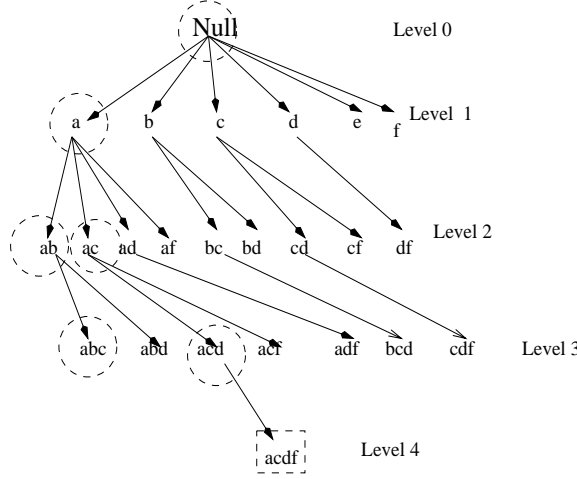 Null Level 0
a b c d e f Level 1
ab ac ad af bc bd cd cf df Level 2
abc abd acd acf adf bcd cdf Level 3
acdf Level 4